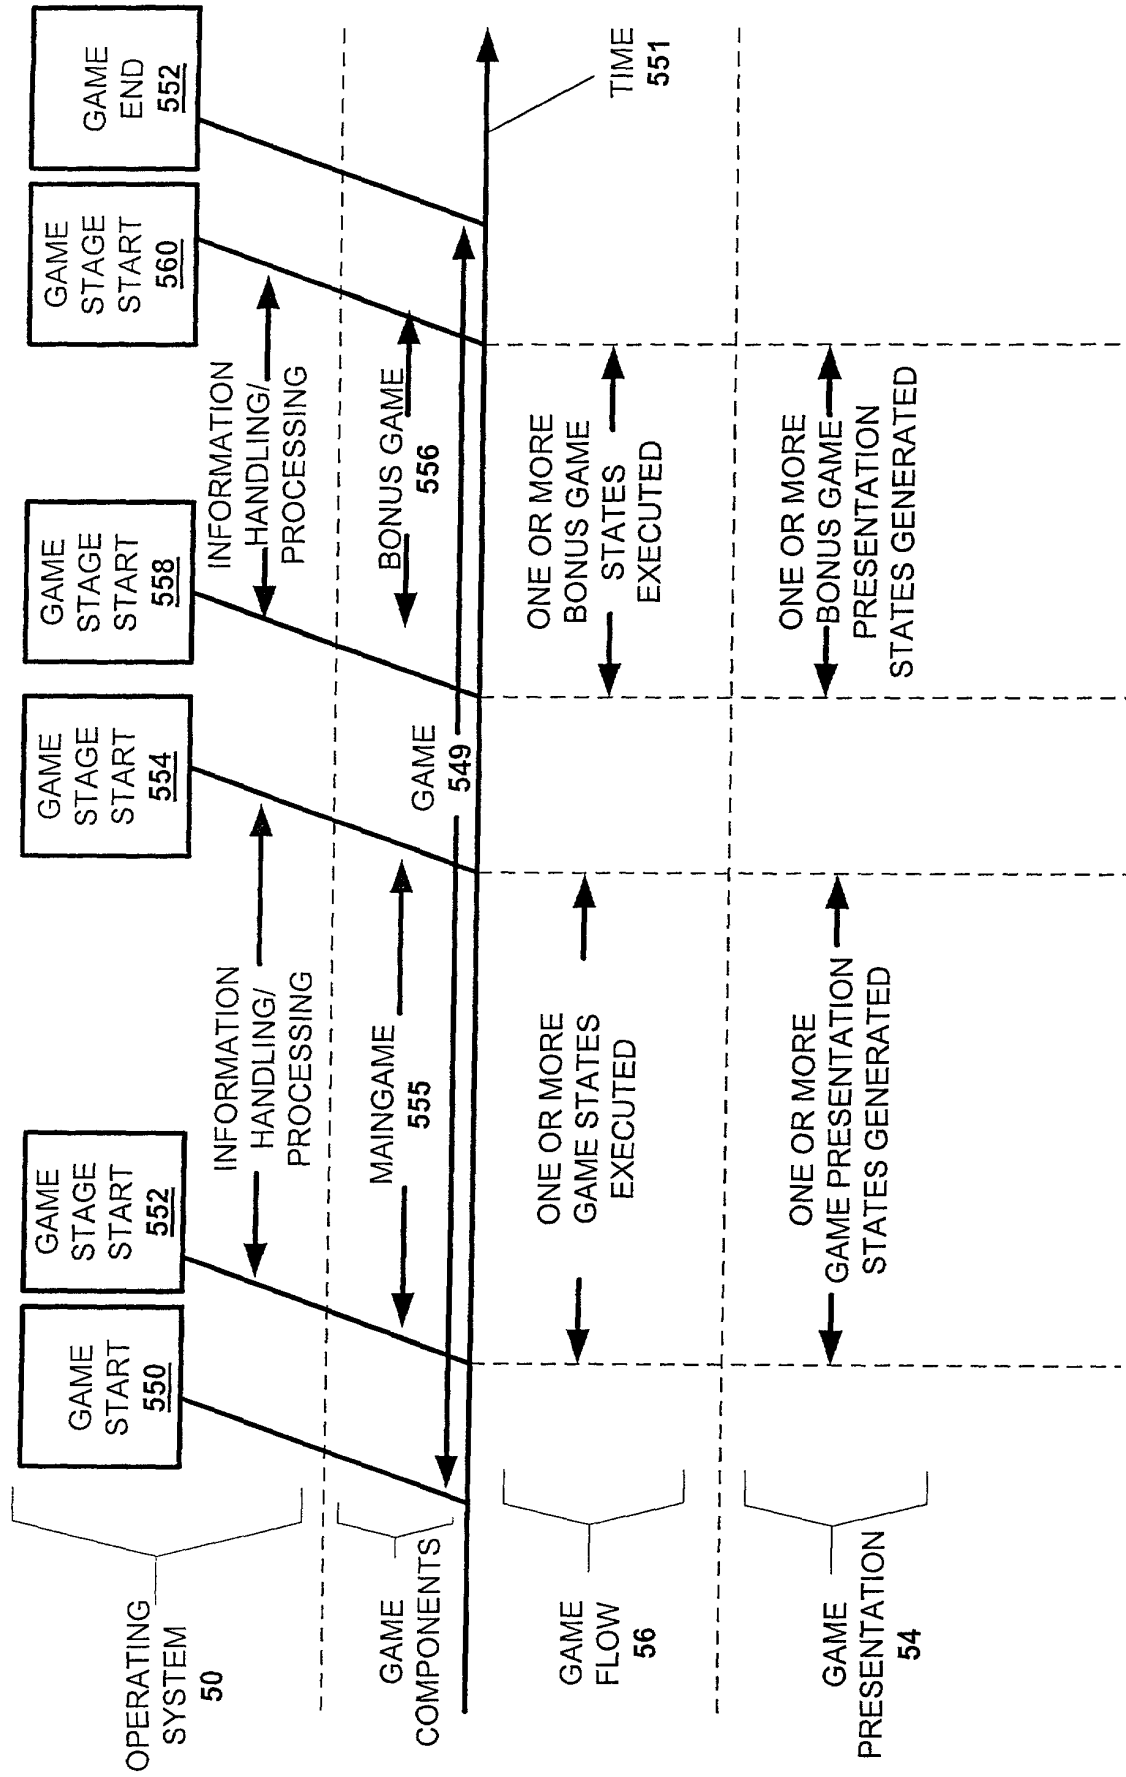 GAME
START
550
GAME
STAGE
START
552
GAME
STAGE
START
554
GAME
STAGE
START
558
GAME
STAGE
START
560
GAME
END
552
OPERATING
SYSTEM
50
INFORMATION
HANDLING/
PROCESSING
INFORMATION
HANDLING/
PROCESSING
GAME
COMPONENTS
MAINGAME
555
BONUS GAME
556
GAME
549
TIME
551
GAME
FLOW
56
ONE OR MORE
GAME STATES
EXECUTED
ONE OR MORE
BONUS GAME
STATES
EXECUTED
GAME
PRESENTATION
54
ONE OR MORE
GAME PRESENTATION
STATES GENERATED
ONE OR MORE
BONUS GAME
PRESENTATION
STATES GENERATED